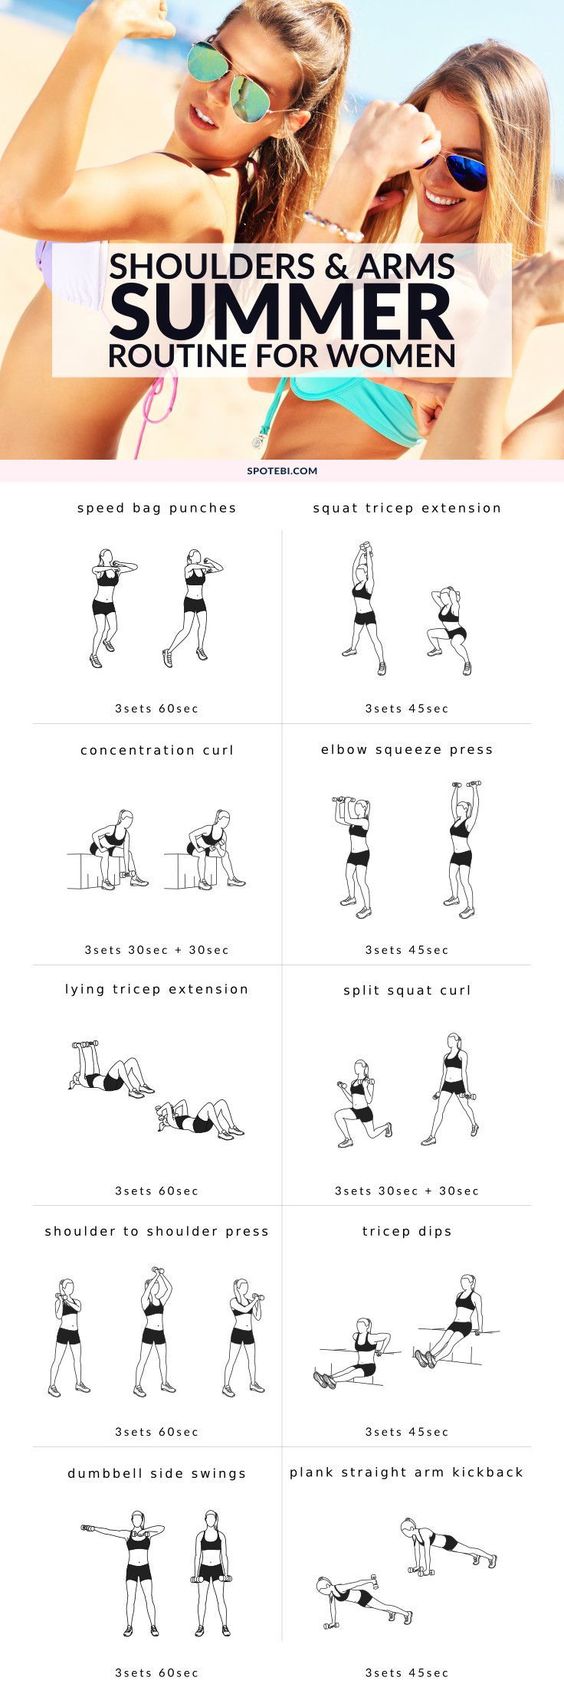 SHOULDERS & ARMS
SUMMER
ROUTINE FOR WOMEN
SPOTEBI.COM
speed bag punches
3sets 60sec
squat tricep extension
3sets 45sec
concentration curl
3sets 30sec + 30sec
elbow squeeze press
3sets 45sec
lying tricep extension
3sets 60sec
split squat curl
3sets 30sec + 30sec
shoulder to shoulder press
3sets 60sec
tricep dips
3sets 45sec
dumbbell side swings
3sets 60sec
plank straight arm kickback
3sets 45sec